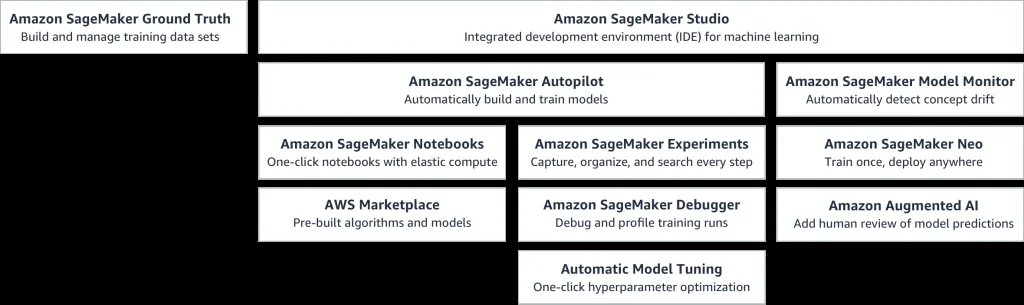 Amazon SageMaker Ground Truth
Build and manage training data sets
Amazon SageMaker Studio
Integrated development environment (IDE) for machine learning
Amazon SageMaker Autopilot
Automatically build and train models
Amazon SageMaker Model Monitor
Automatically detect concept drift
Amazon SageMaker Notebooks
One-click notebooks with elastic compute
Amazon SageMaker Experiments
Capture, organize, and search every step
Amazon SageMaker Neo
Train once, deploy anywhere
AWS Marketplace
Pre-built algorithms and models
Amazon SageMaker Debugger
Debug and profile training runs
Amazon Augmented AI
Add human review of model predictions
Automatic Model Tuning
One-click hyperparameter optimization